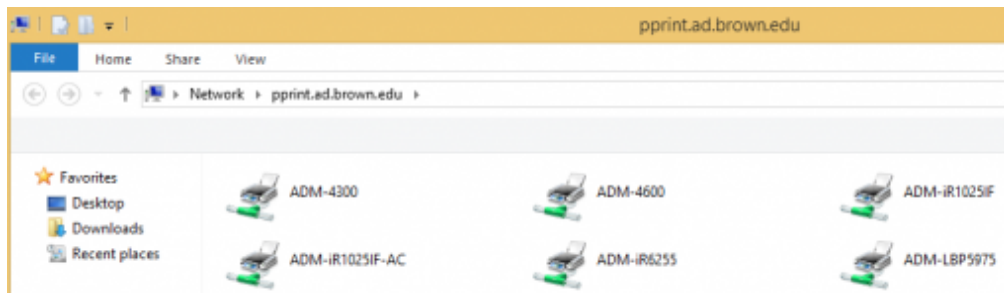 pprint.ad.brown.edu
File Home Share View
Network pprint.ad.brown.edu
Favorites
Desktop
Downloads
Recent places
ADM-4300 ADM-4600 ADM-iR1025IF
ADM-iR1025IF-AC ADM-iR6255 ADM-LBP5975